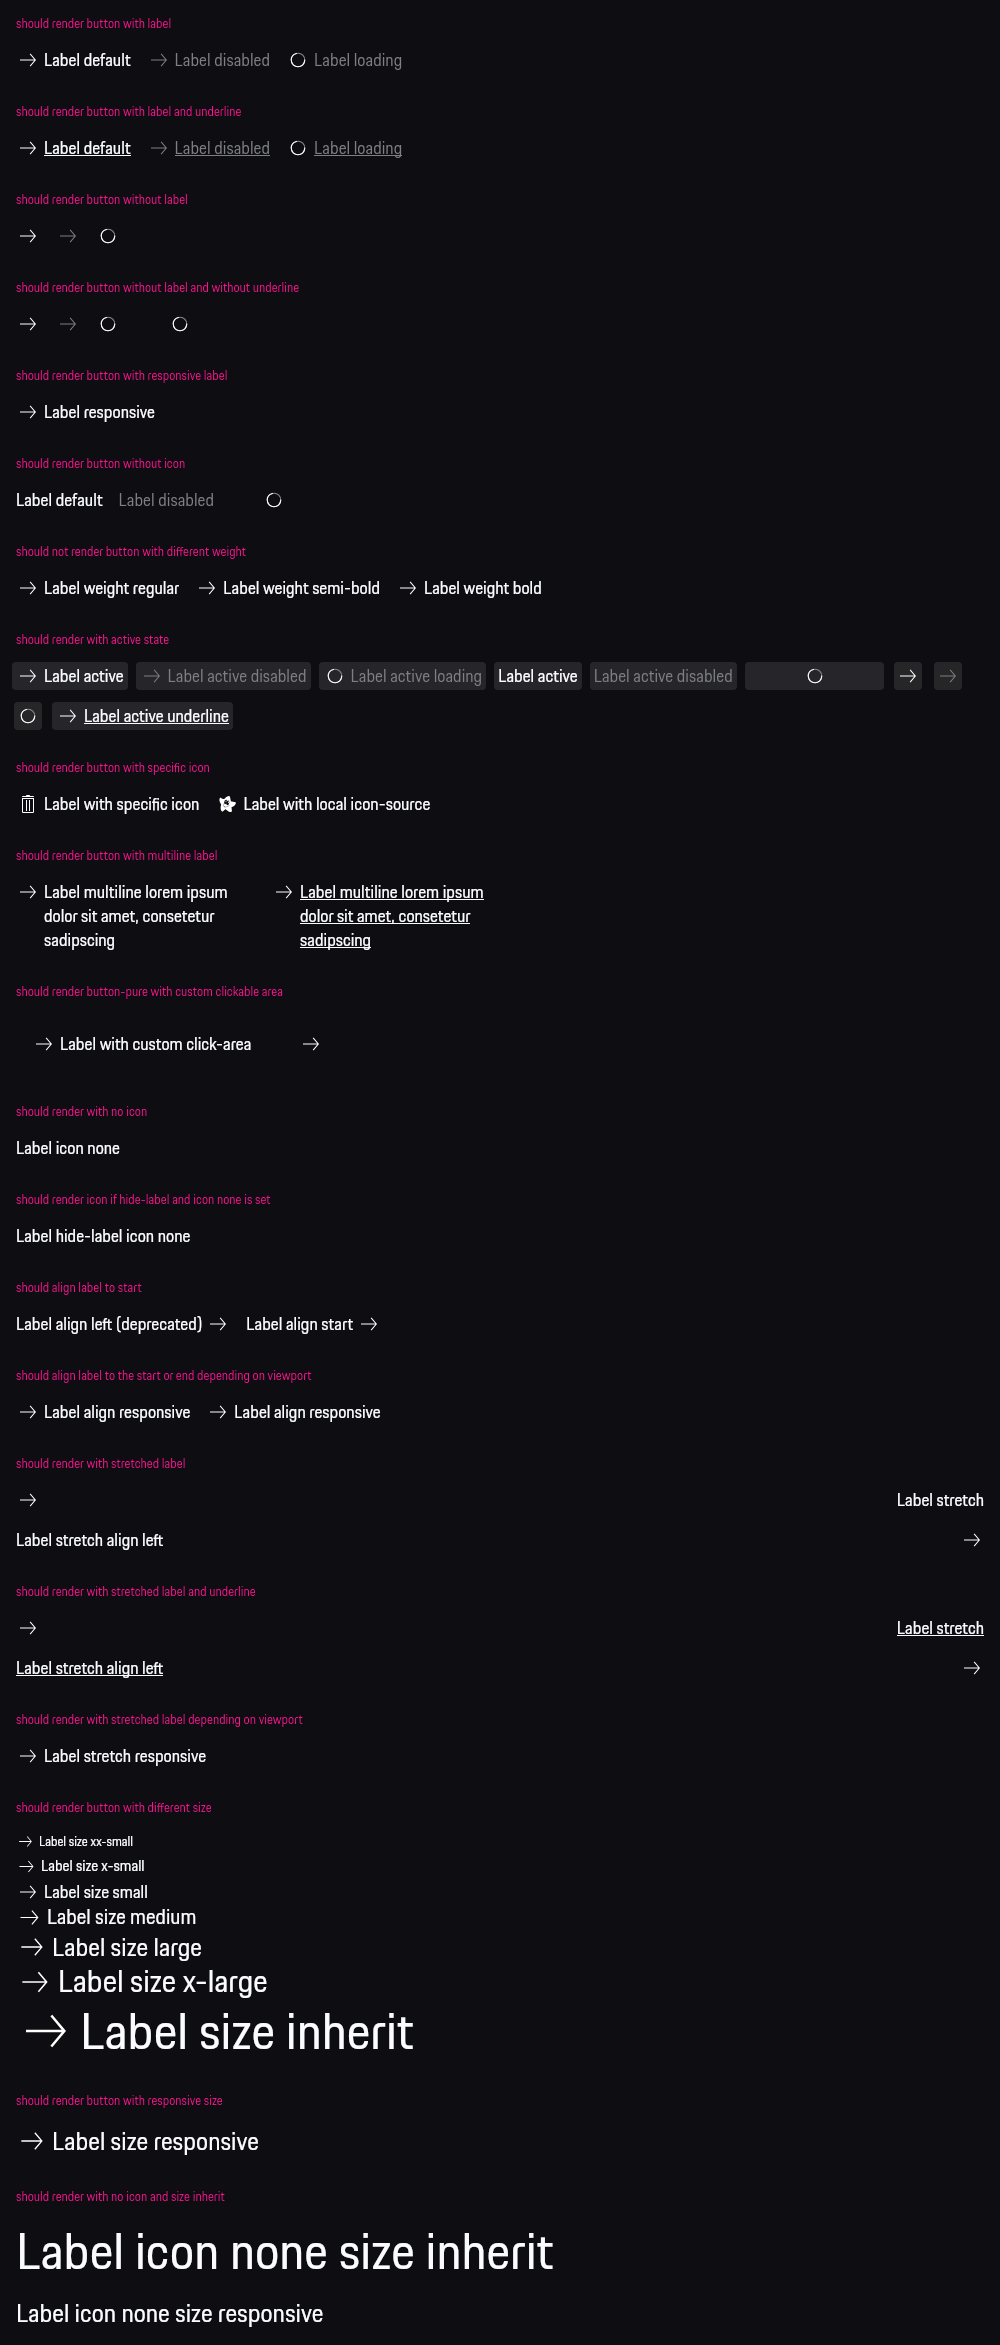 should render button with label
Label default Label disabled Label loading
should render button with label and underline
Label default Label disabled Label loading
should render button without label
should render button without label and without underline
should render button with responsive label
Label responsive
should render button without icon
Label default Label disabled
should not render button with different weight
Label weight regular Label weight semi-bold Label weight bold
should render with active state
Label active Label active disabled Label active loading Label active Label active disabled
Label active underline
should render button with specific icon
Label with specific icon Label with local icon-source
should render button with multiline label
Label multiline lorem ipsum Label multiline lorem ipsum
dolor sit amet, consetetur dolor sit amet, consetetur
sadipscing sadipscing
should render button-pure with custom clickable area
Label with custom click-area
should render with no icon
Label icon none
should render icon if hide-label and icon none is set
Label hide-label icon none
should align label to start
Label align left (deprecated) Label align start
should align label to the start or end depending on viewport
Label align responsive Label align responsive
should render with stretched label
Label stretch
Label stretch align left
should render with stretched label and underline
Label stretch
Label stretch align left
should render with stretched label depending on viewport
Label stretch responsive
should render button with different size
Label size xx-small
Label size x-small
Label size small
Label size medium
Label size large
Label size x-large
Label size inherit
should render button with responsive size
Label size responsive
should render with no icon and size inherit
Label icon none size inherit
Label icon none size responsive